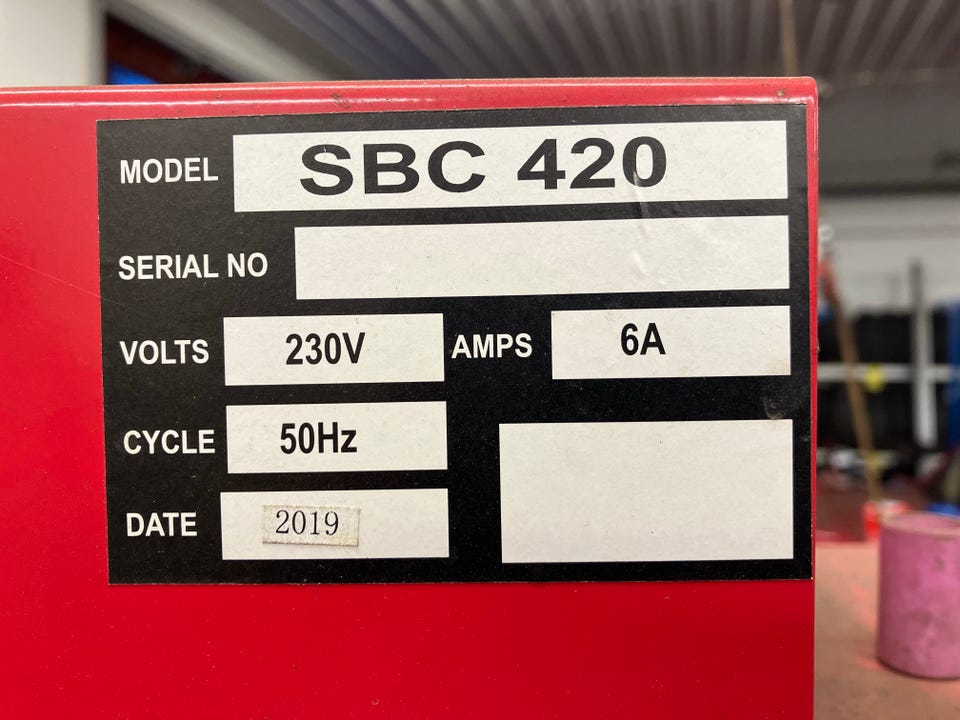 MODEL SBC 420
SERIAL NO
VOLTS 230V AMPS 6A
CYCLE 50Hz
DATE 2019